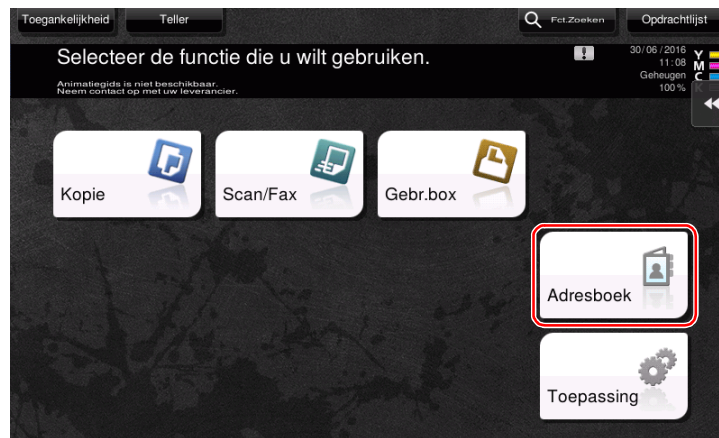 Toegankelijkheid
Teller
Fct.Zoeken
Opdrachtlijst
Selecteer de functie die u wilt gebruiken.
Animatiegids is niet beschikbaar.
Neem contact op met uw leverancier.
30/06/2016
11:08
Geheugen
100 %
Y
M
C
K
Kopie
Scan/Fax
Gebr.box
Adresboek
Toepassing